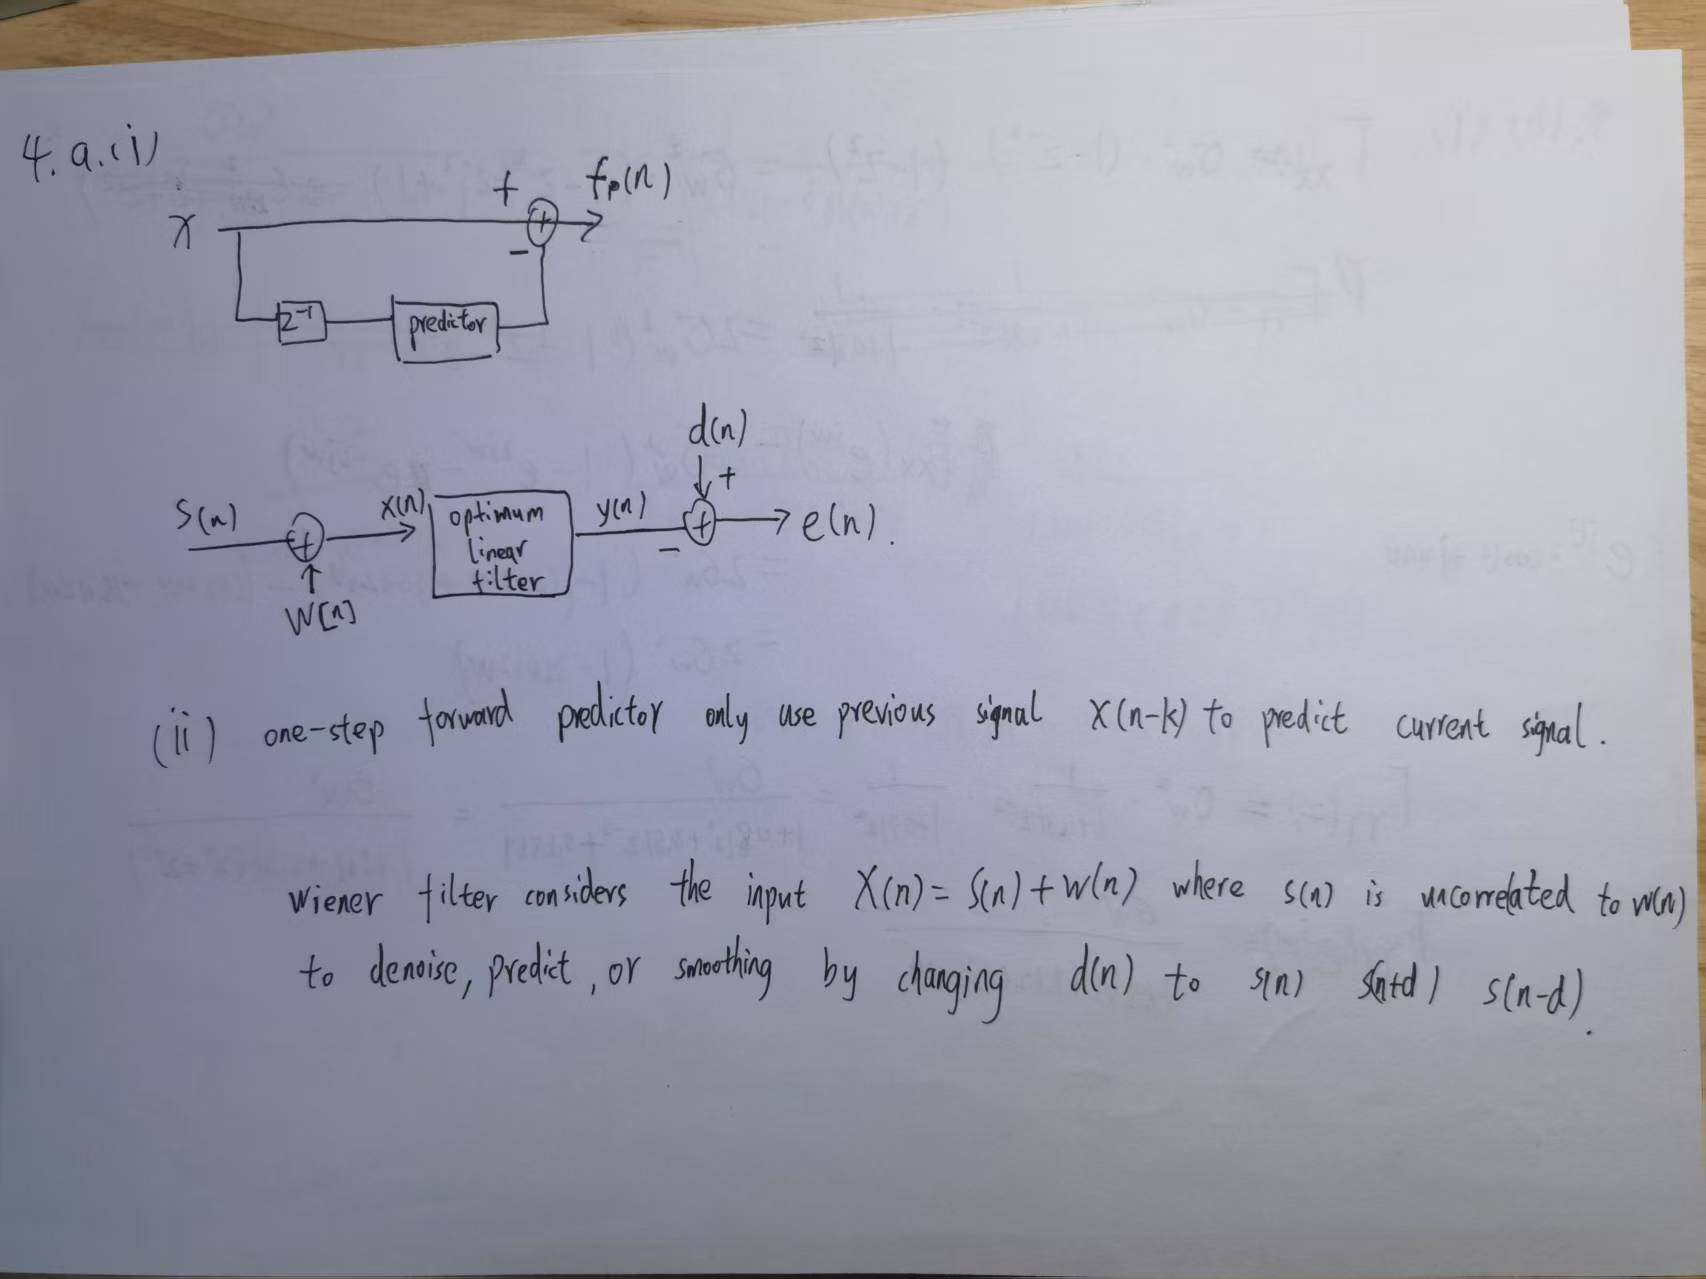 4. a. (i)
x + fp(n)
+
-
z⁻¹ predictor
d(n)
+
s(n) x(n) optimum linear filter y(n) + e(n).
+ -
W[n]
(ii) one-step forward predictor only use previous signal x(n-k) to predict current signal.
Wiener filter considers the input X(n) = S(n) + w(n) where s(n) is uncorrelated to w(n)
to denoise, predict, or smoothing by changing d(n) to s(n) s(n+d) s(n-d).